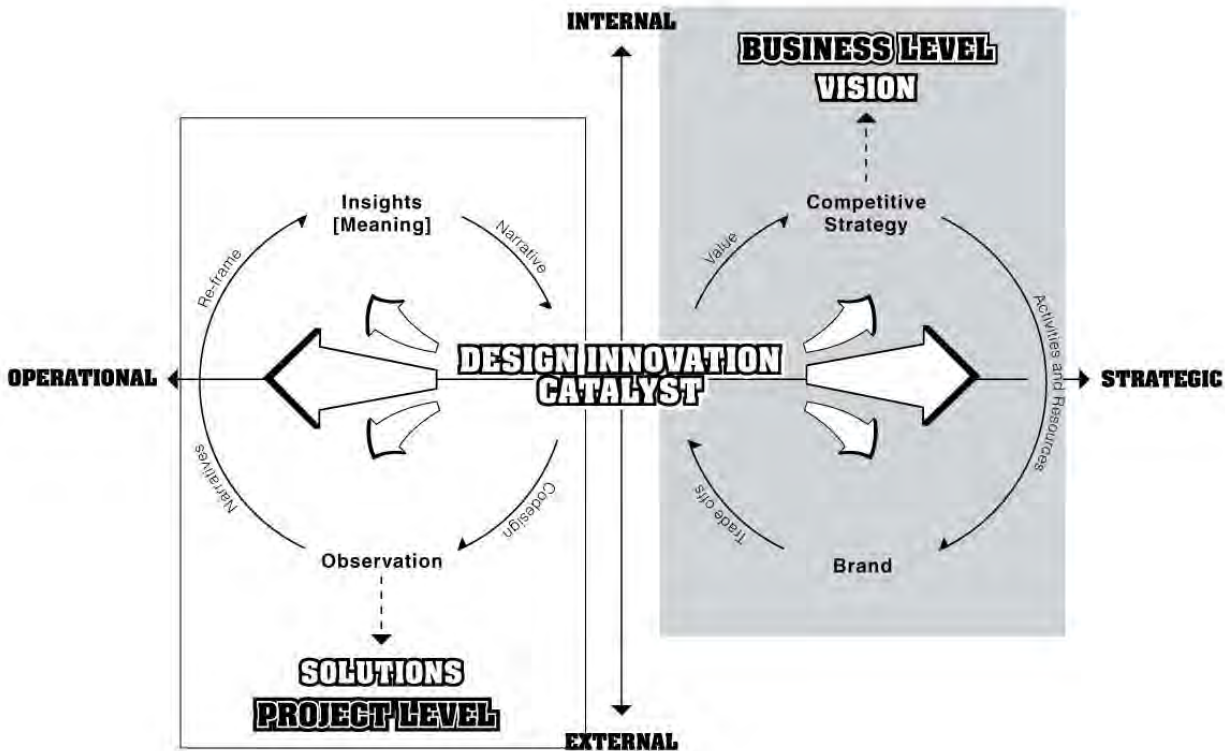 INTERNAL
BUSINESS LEVEL
VISION
Insights
[Meaning]
Competitive
Strategy
Re-frame
Narrative
Value
Activities and Resources
OPERATIONAL
DESIGN INNOVATION
CATALYST
STRATEGIC
Narratives
Codesign
Trade offs
Observation
Brand
SOLUTIONS
PROJECT LEVEL
EXTERNAL